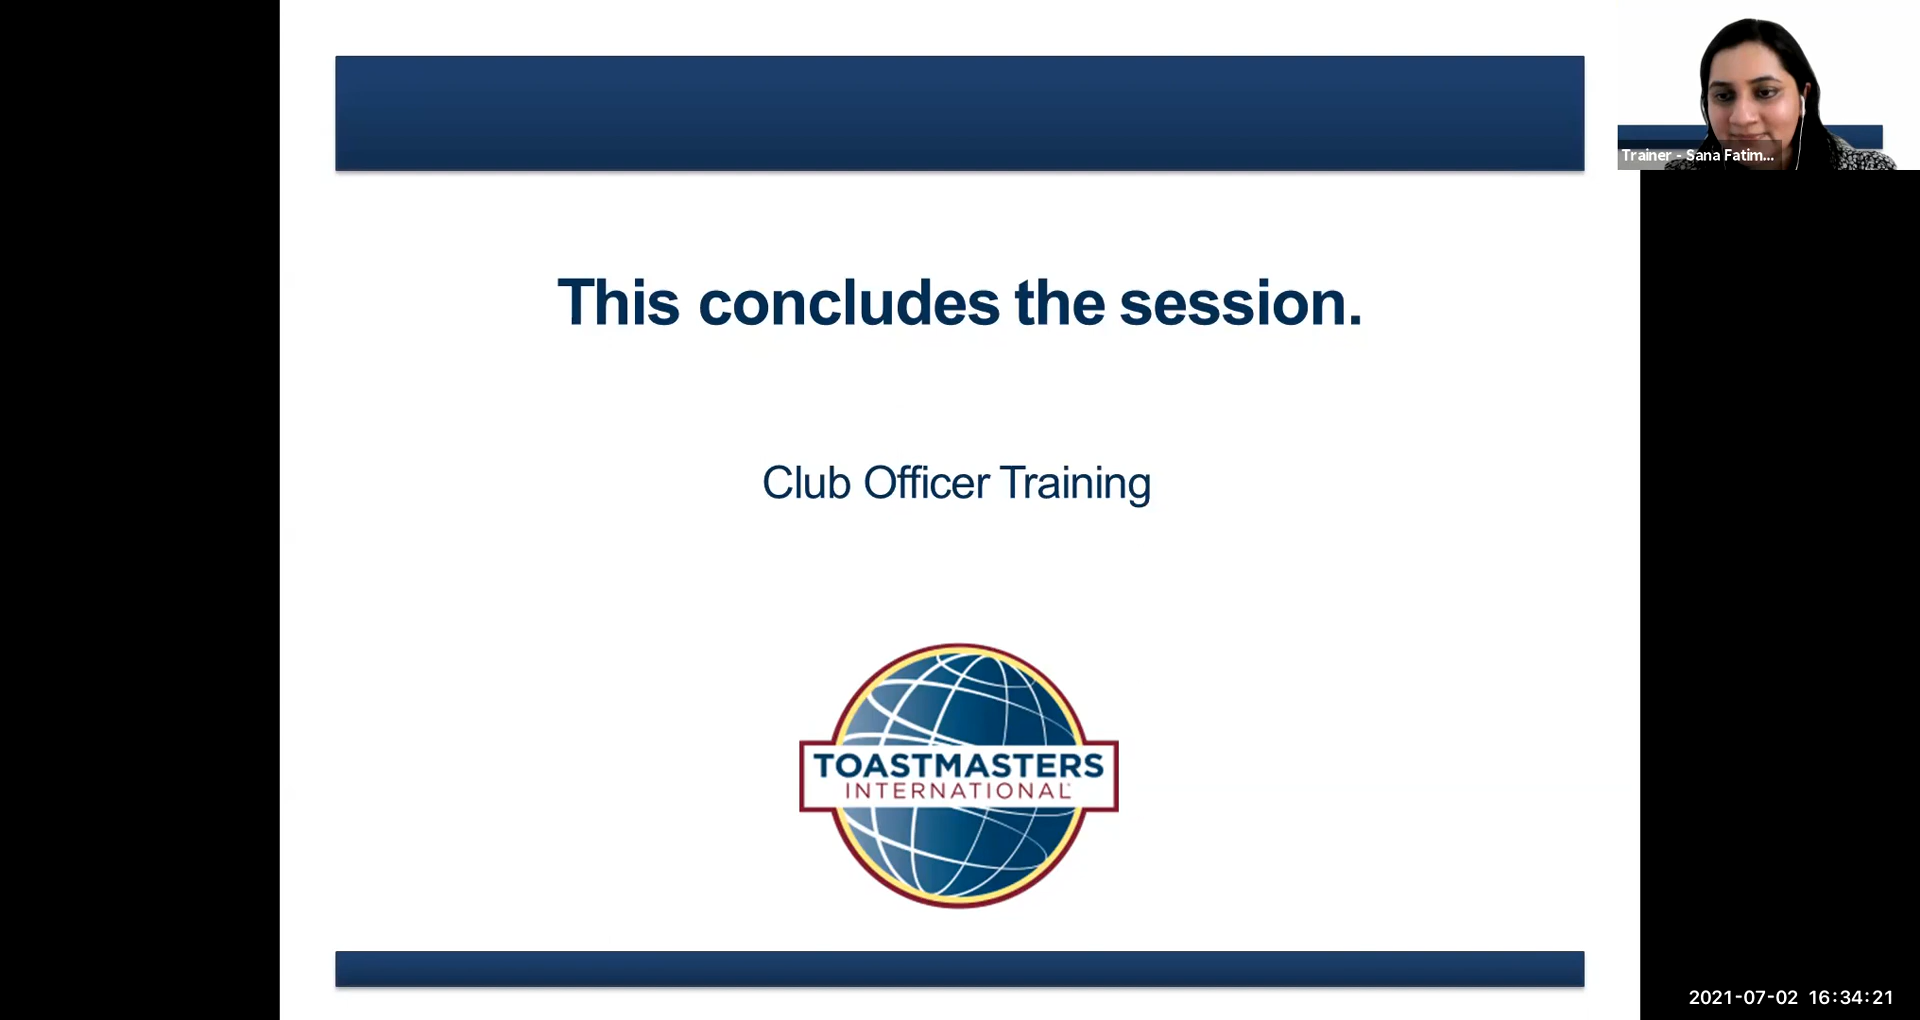 Trainer - Sana Fatim...
This concludes the session.
Club Officer Training
TOASTMASTERS
INTERNATIONAL
2021-07-02 16:34:21